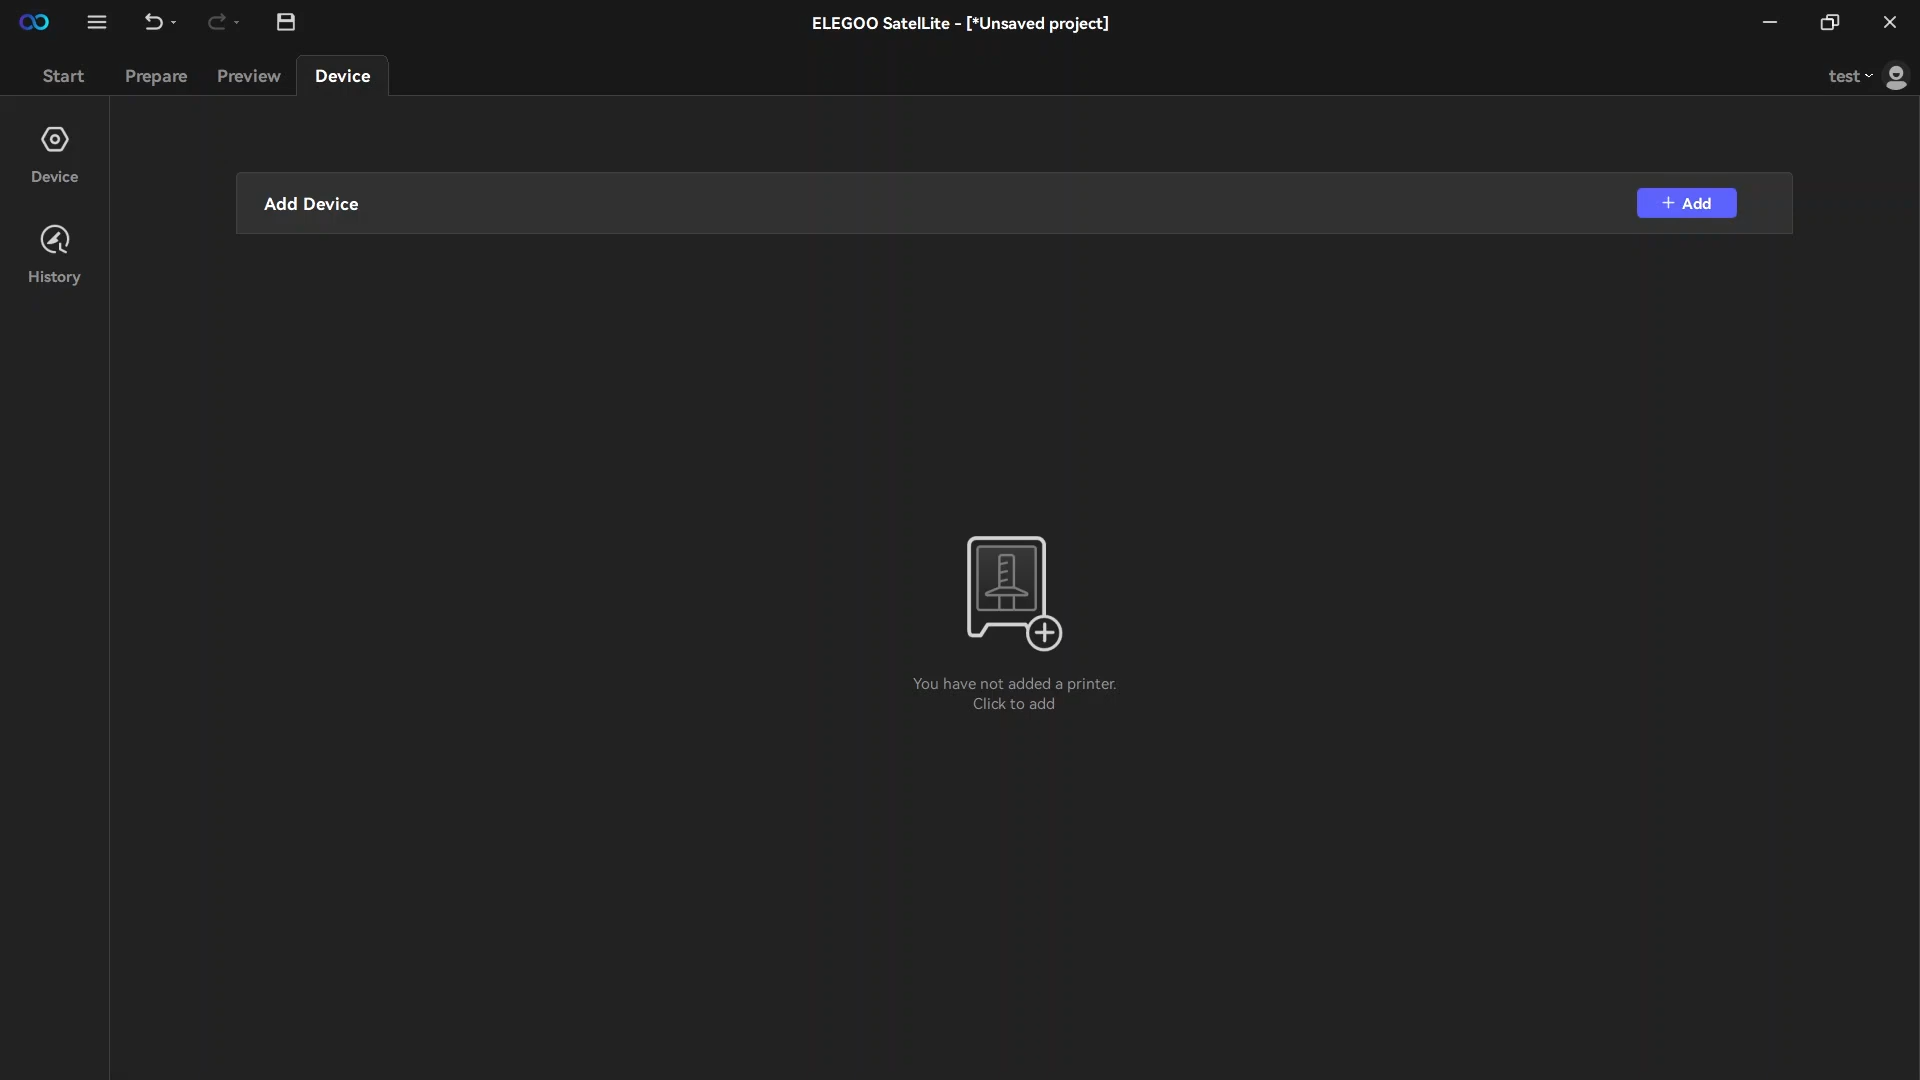 ELEGOO SatelLite - [*Unsaved project]
Start
Prepare
Preview
Device
test
Device
History
Add Device
+ Add
You have not added a printer.
Click to add